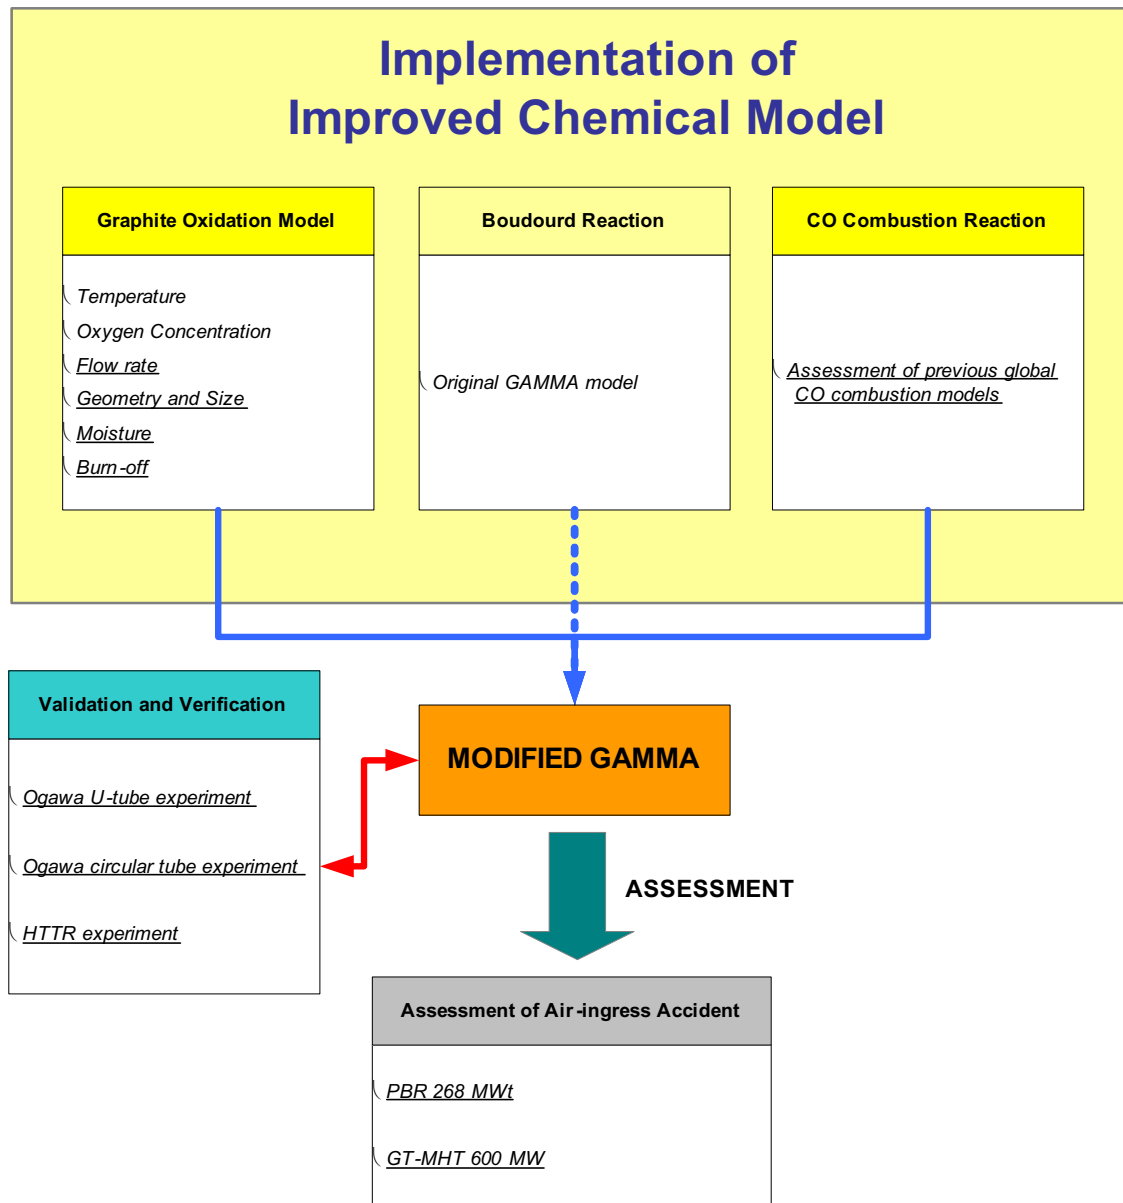 Implementation of
Improved Chemical Model
Graphite Oxidation Model
Temperature
Oxygen Concentration
Flow rate
Geometry and Size
Moisture
Burn-off
Boudourd Reaction
Original GAMMA model
CO Combustion Reaction
Assessment of previous global
CO combustion models
Validation and Verification
Ogawa U-tube experiment
Ogawa circular tube experiment
HTTR experiment
MODIFIED GAMMA
ASSESSMENT
Assessment of Air-ingress Accident
PBR 268 MWt
GT-MHT 600 MW